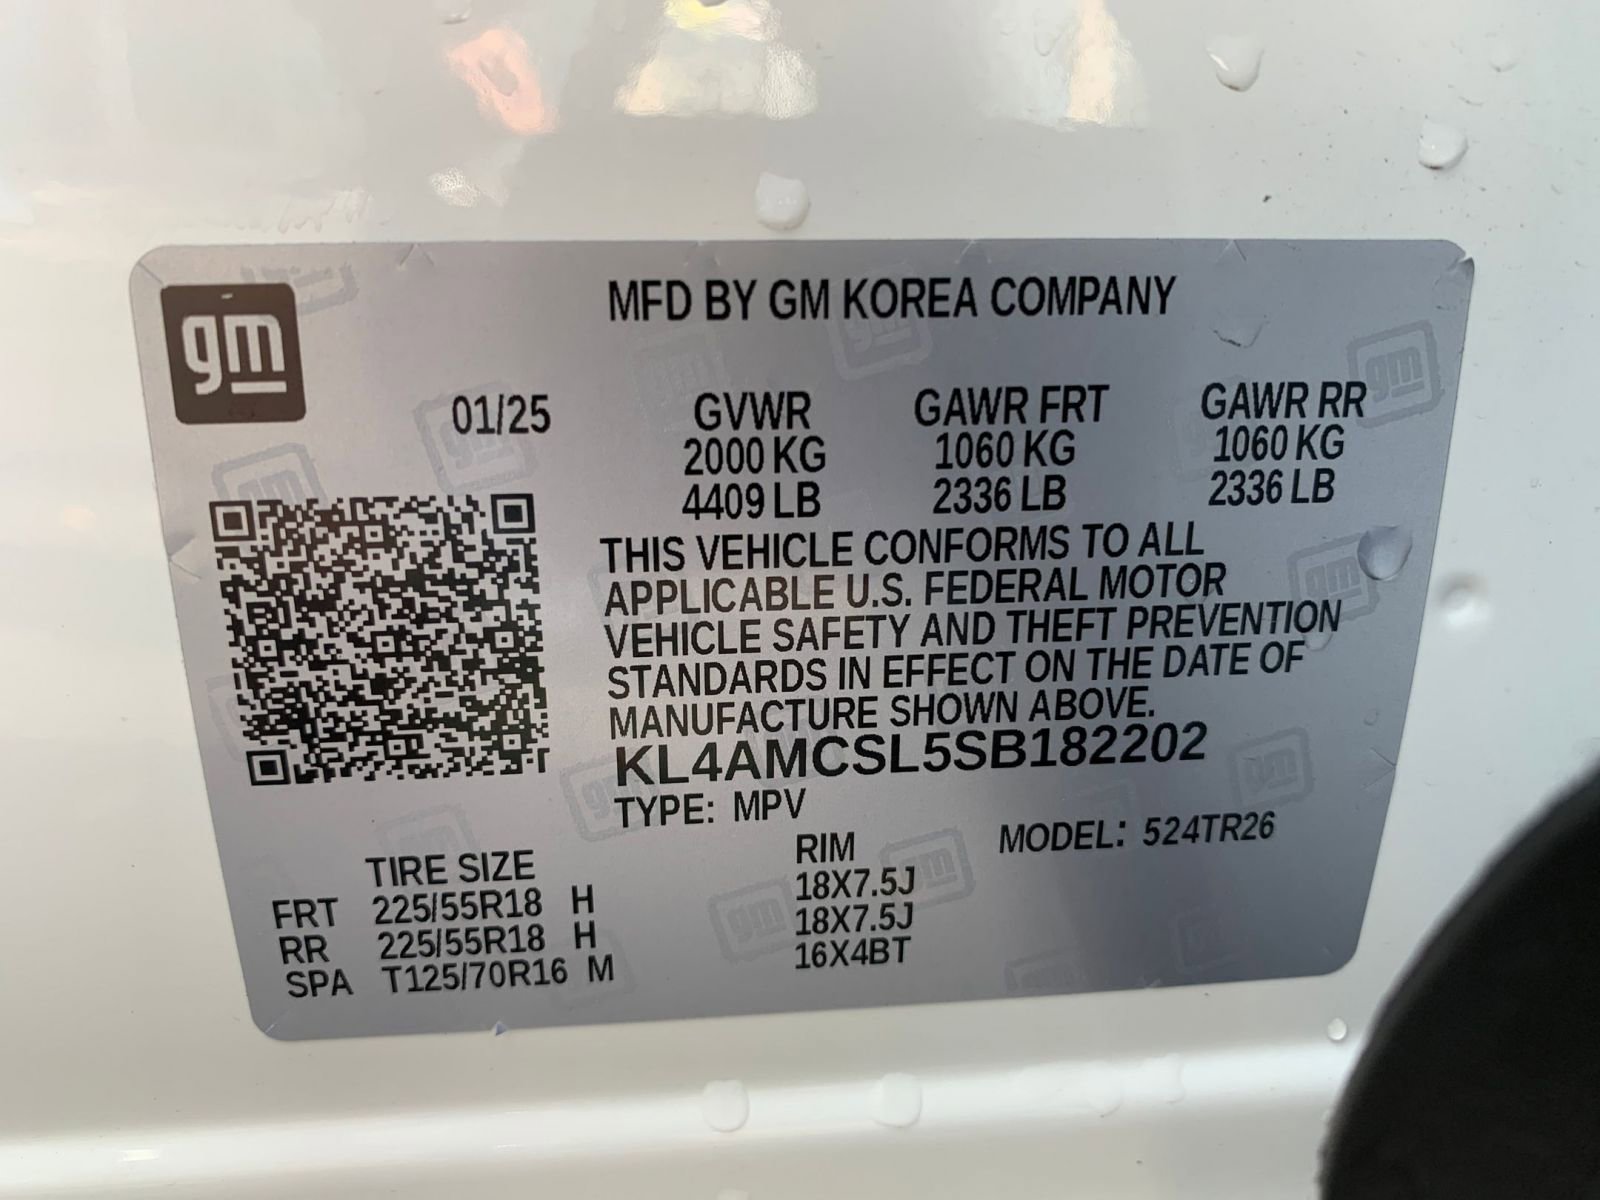 gm
MFD BY GM KOREA COMPANY
01/25 GVWR GAWR FRT GAWR RR
2000 KG 1060 KG 1060 KG
4409 LB 2336 LB 2336 LB
THIS VEHICLE CONFORMS TO ALL
APPLICABLE U.S. FEDERAL MOTOR
VEHICLE SAFETY AND THEFT PREVENTION
STANDARDS IN EFFECT ON THE DATE OF
MANUFACTURE SHOWN ABOVE.
KL4AMCSL5SB182202
TYPE: MPV MODEL: 524TR26
TIRE SIZE RIM
FRT 225/55R18 H 18X7.5J
RR 225/55R18 H 18X7.5J
SPA T125/70R16 M 16X4BT